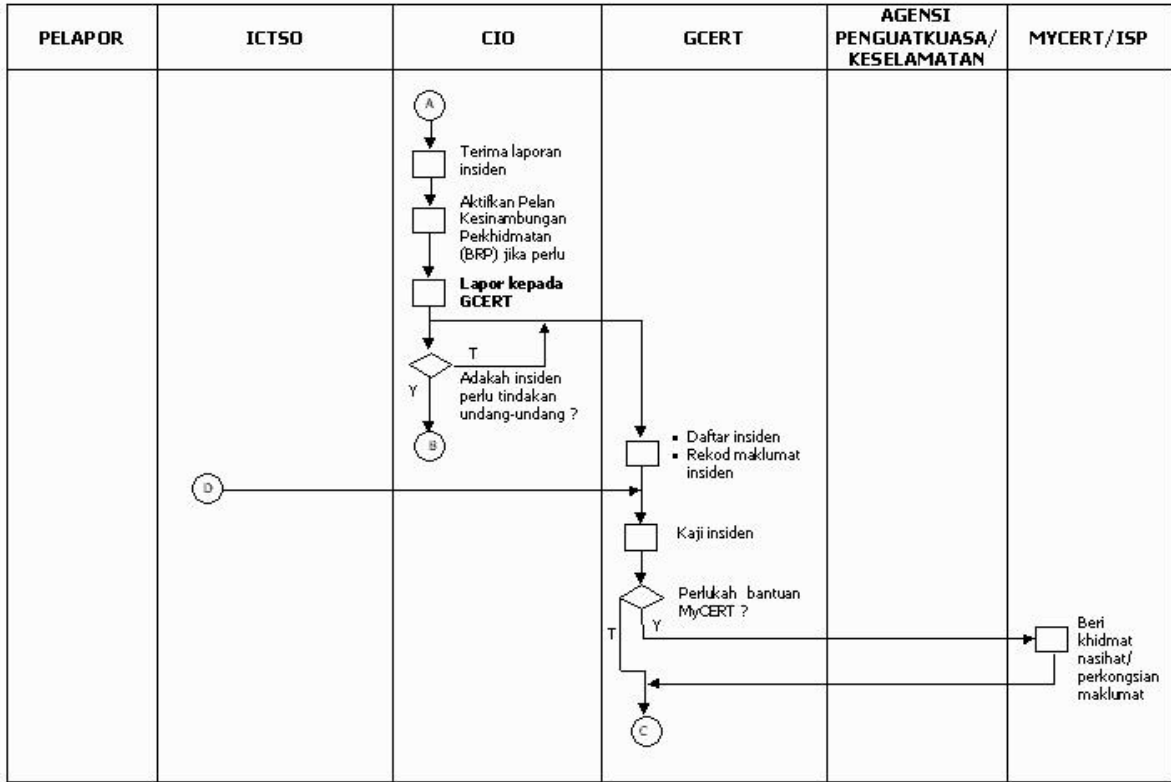 PELAPOR
ICTSO
CIO
GCERT
AGENSI
PENGUATKUASA/
KESELAMATAN
MYCERT/ISP
A
Terima laporan
insiden
Aktifkan Pelan
Kesinambungan
Perkhidmatan
(BRP) jika perlu
Lapor kepada
GCERT
T
Adakah insiden
perlu tindakan
undang-undang ?
Y
B
▪ Daftar insiden
▪ Rekod maklumat
insiden
D
Kaji insiden
Perlukah bantuan
MyCERT ?
T
Y
Beri
khidmat
nasihat/
perkongsian
maklumat
C